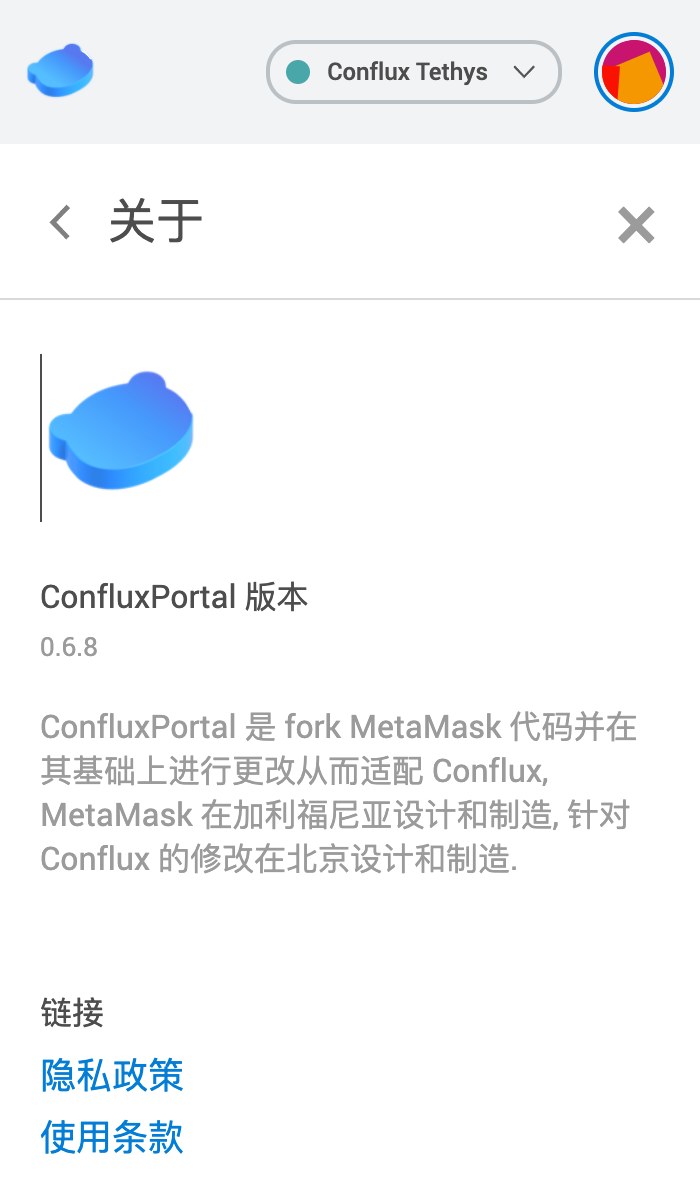 Conflux Tethys
关于
ConfluxPortal 版本
0.6.8
ConfluxPortal 是 fork MetaMask 代码并在
其基础上进行更改从而适配 Conflux,
MetaMask 在加利福尼亚设计和制造, 针对
Conflux 的修改在北京设计和制造.
链接
隐私政策
使用条款